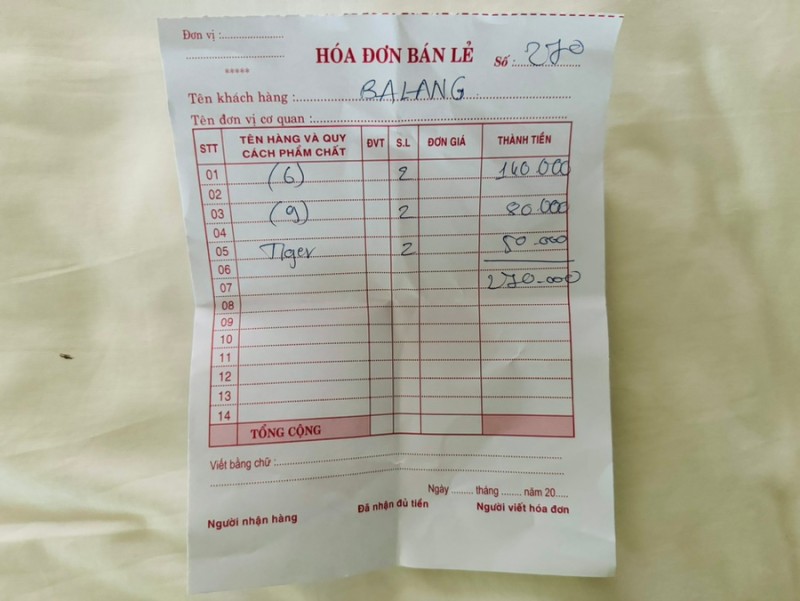 Đơn vị :....................
....................
*****
HÓA ĐƠN BÁN LẺ
Số : 270
Tên khách hàng : BALANG
Tên đơn vị cơ quan :
STT TÊN HÀNG VÀ QUY CÁCH PHẨM CHẤT ĐVT S.L ĐƠN GIÁ THÀNH TIỀN
01 (6) 2 140.000
02
03 (9) 2 80.000
04
05 Tiger 2 50.000
06
07 270.000
08
09
10
11
12
13
14
TỔNG CỘNG
Viết bằng chữ :
Ngày ........ tháng ....... năm 20.....
Người nhận hàng Đã nhận đủ tiền Người viết hóa đơn